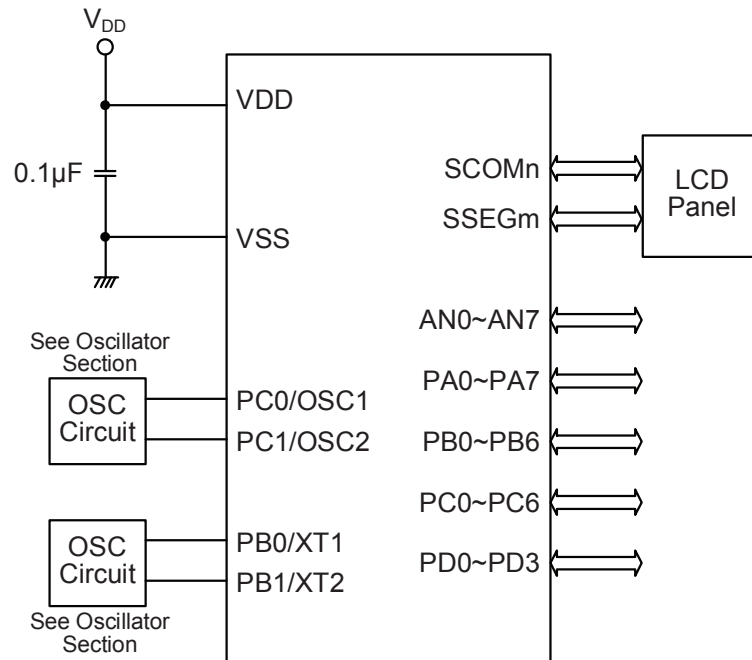 VDD
VDD
0.1µF
VSS
SCOMn
SSEGm
LCD
Panel
AN0~AN7
PA0~PA7
PB0~PB6
PC0~PC6
PD0~PD3
See Oscillator
Section
OSC
Circuit
PC0/OSC1
PC1/OSC2
OSC
Circuit
PB0/XT1
PB1/XT2
See Oscillator
Section